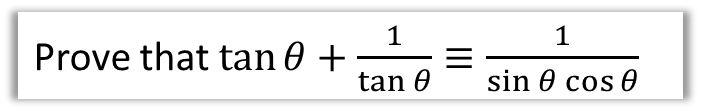 Prove that tan θ + 1/tan θ ≡ 1/sin θ cos θ